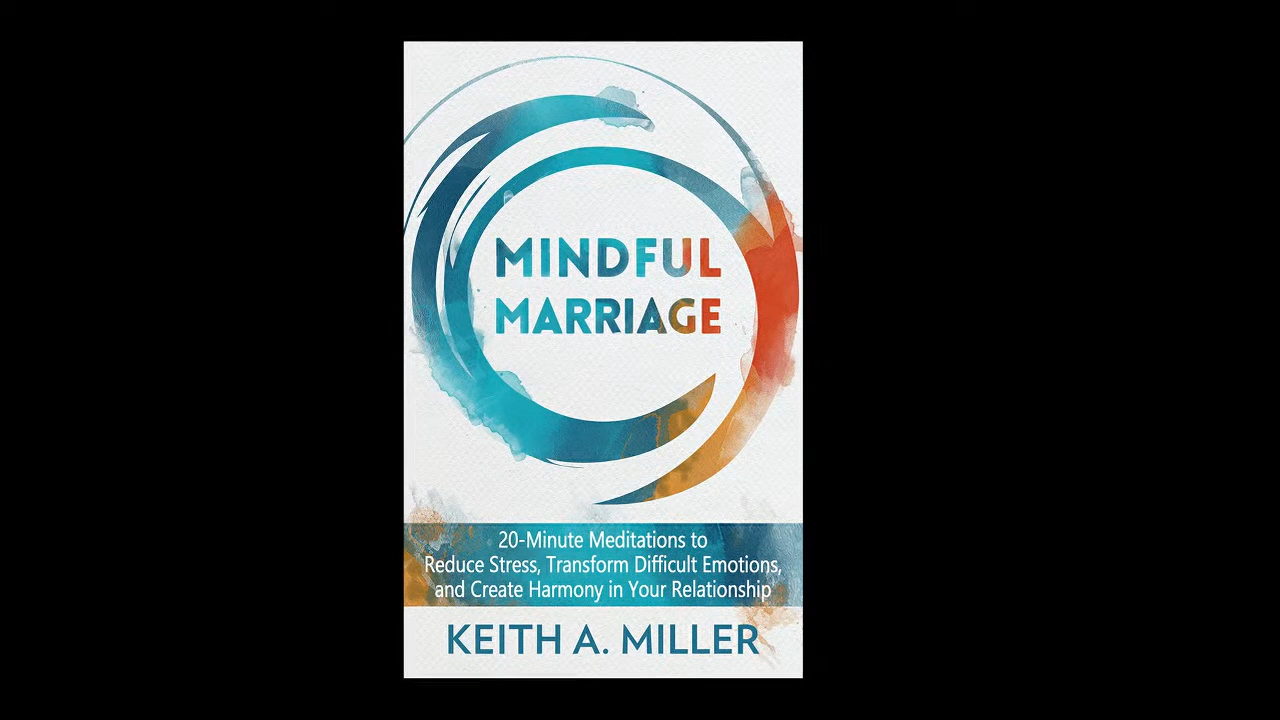 MINDFUL
MARRIAGE
20-Minute Meditations to
Reduce Stress, Transform Difficult Emotions,
and Create Harmony in Your Relationship
KEITH A. MILLER